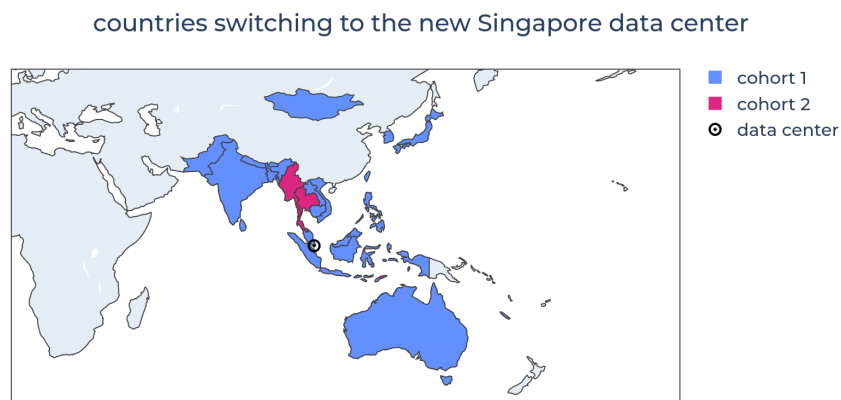 countries switching to the new Singapore data center
cohort 1
cohort 2
data center